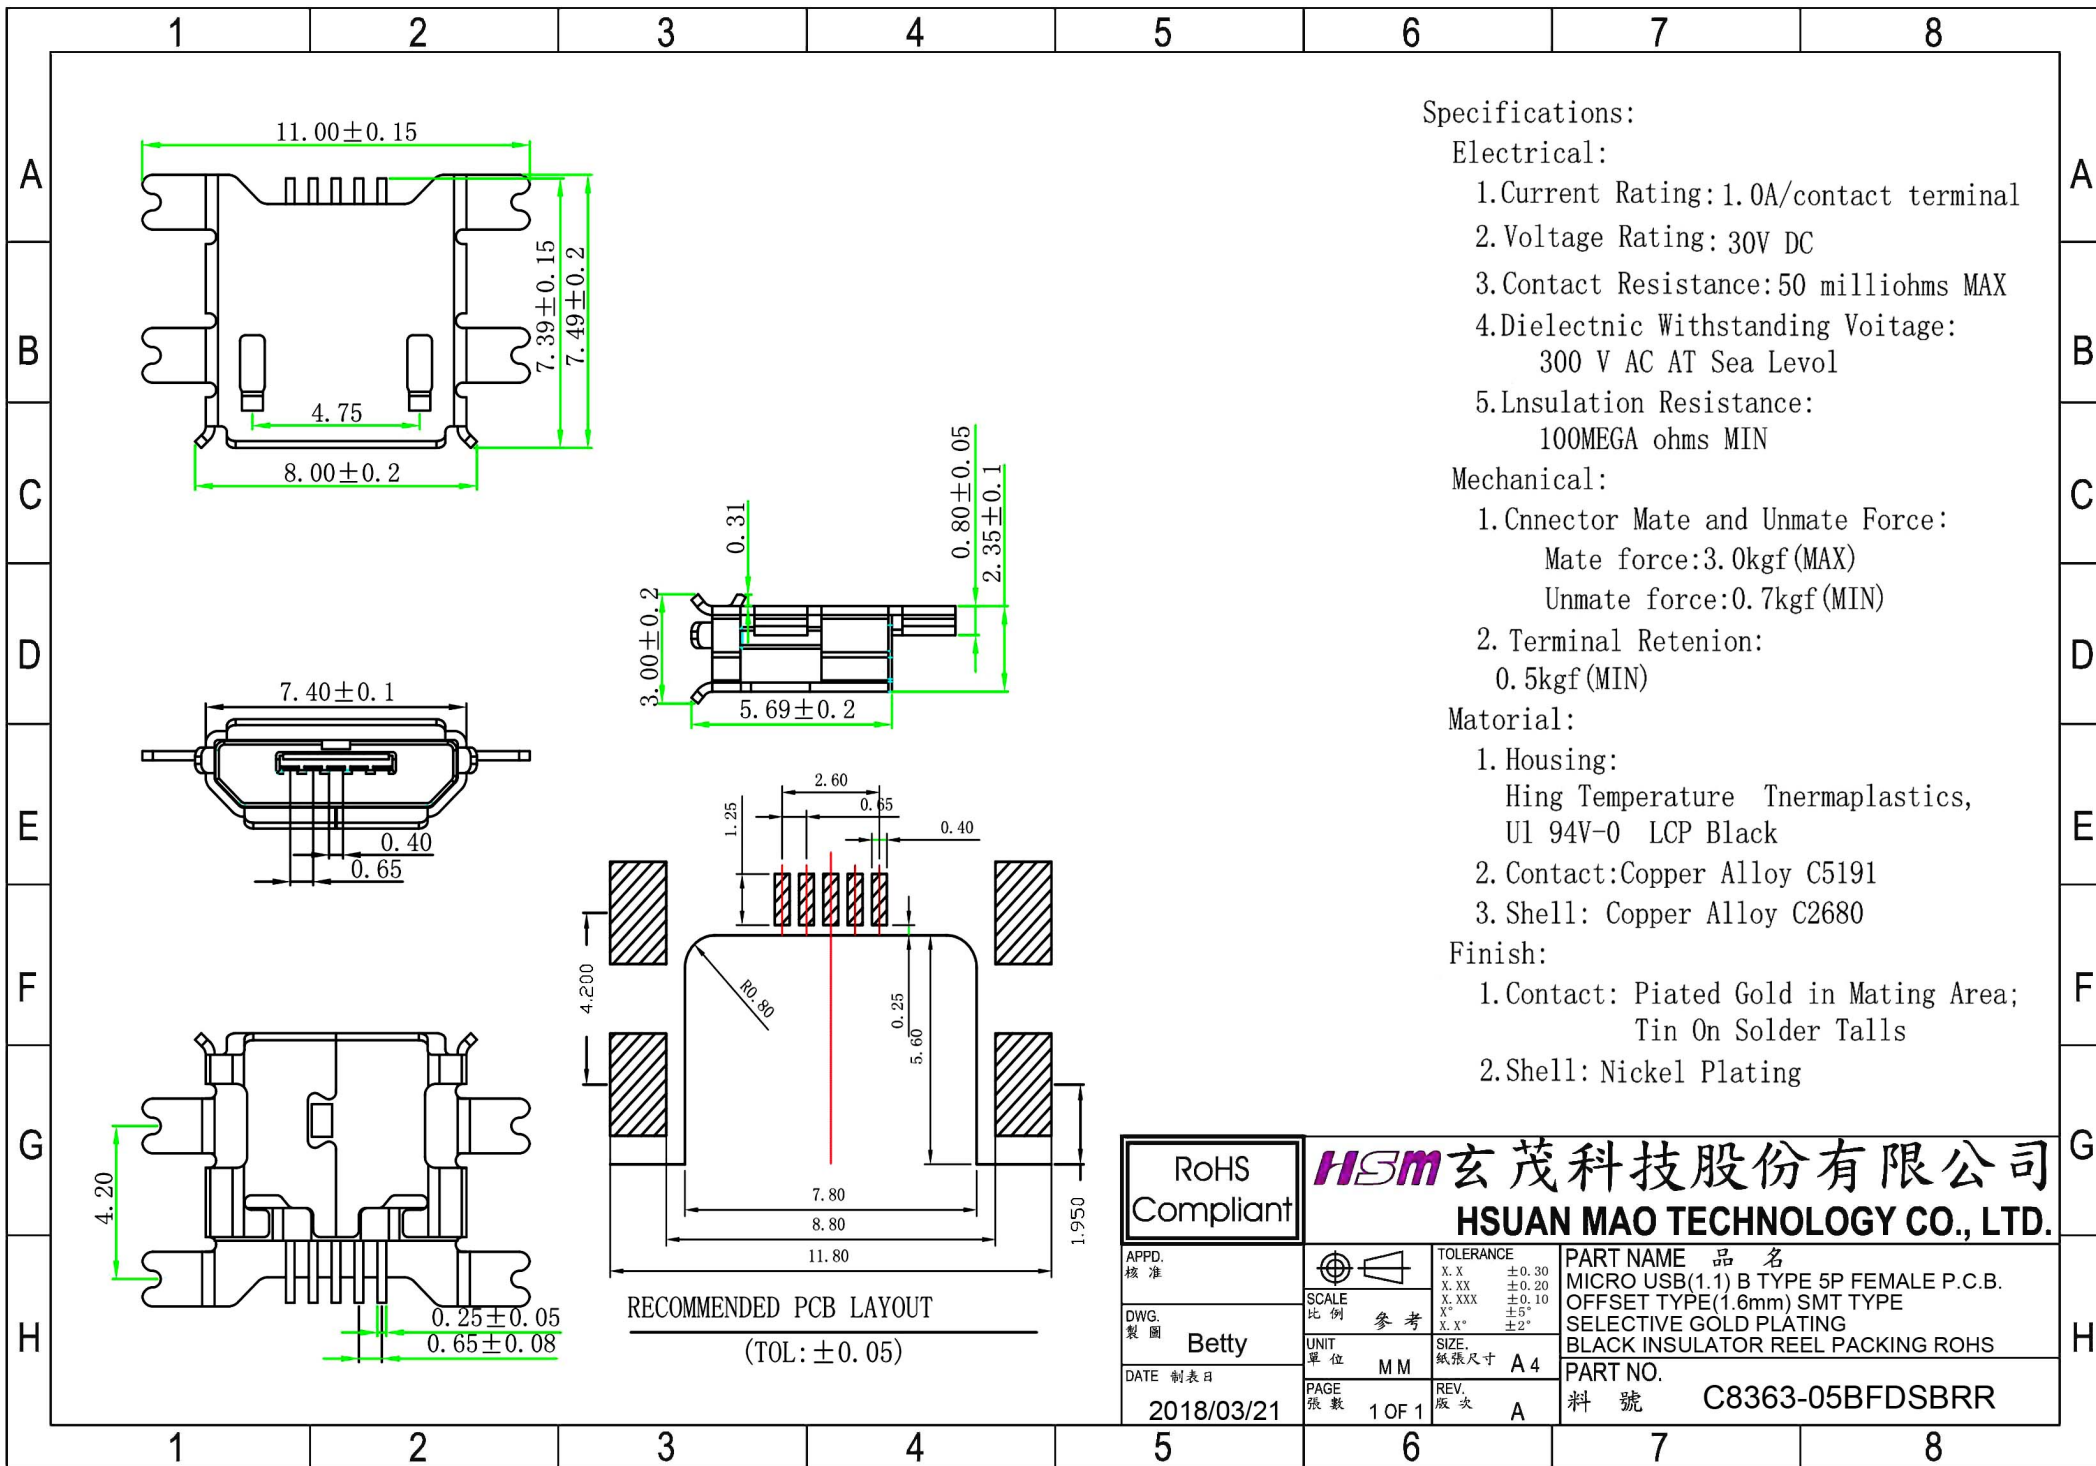 1 2 3 4 5 6 7 8
A
B
C
D
E
F
G
H
A
B
C
D
E
F
G
H
11.00±0.15
7.39±0.15
7.49±0.2
4.75
8.00±0.2
0.31
0.80±0.05
2.35±0.1
3.00±0.2
5.69±0.2
7.40±0.1
0.40
0.65
2.60
0.65
1.25
0.40
4.200
R0.80
0.25
5.60
7.80
8.80
11.80
1.950
RECOMMENDED PCB LAYOUT
(TOL:±0.05)
4.20
0.25±0.05
0.65±0.08
Specifications:
Electrical:
1.Current Rating:1.0A/contact terminal
2.Voltage Rating:30V DC
3.Contact Resistance:50 milliohms MAX
4.Dielectnic Withstanding Voitage:
300 V AC AT Sea Levol
5.Lnsulation Resistance:
100MEGA ohms MIN
Mechanical:
1.Cnnector Mate and Unmate Force:
Mate force:3.0kgf(MAX)
Unmate force:0.7kgf(MIN)
2.Terminal Retenion:
0.5kgf(MIN)
Matorial:
1.Housing:
Hing Temperature Tnermaplastics,
Ul 94V-0 LCP Black
2.Contact:Copper Alloy C5191
3.Shell: Copper Alloy C2680
Finish:
1.Contact: Piated Gold in Mating Area;
Tin On Solder Talls
2.Shell: Nickel Plating
RoHS
Compliant
HSM 玄茂科技股份有限公司
HSUAN MAO TECHNOLOGY CO., LTD.
APPD.
核 准
DWG.
製 圖 Betty
DATE 制表日
2018/03/21
SCALE
比 例 參 考
UNIT
單 位 MM
PAGE
張 數 1 OF 1
TOLERANCE
X.X ±0.30
X.XX ±0.20
X.XXX ±0.10
X° ±5°
X.X° ±2°
SIZE.
紙張尺寸 A4
REV.
版 次 A
PART NAME 品 名
MICRO USB(1.1) B TYPE 5P FEMALE P.C.B.
OFFSET TYPE(1.6mm) SMT TYPE
SELECTIVE GOLD PLATING
BLACK INSULATOR REEL PACKING ROHS
PART NO.
料 號 C8363-05BFDSBRR
1 2 3 4 5 6 7 8